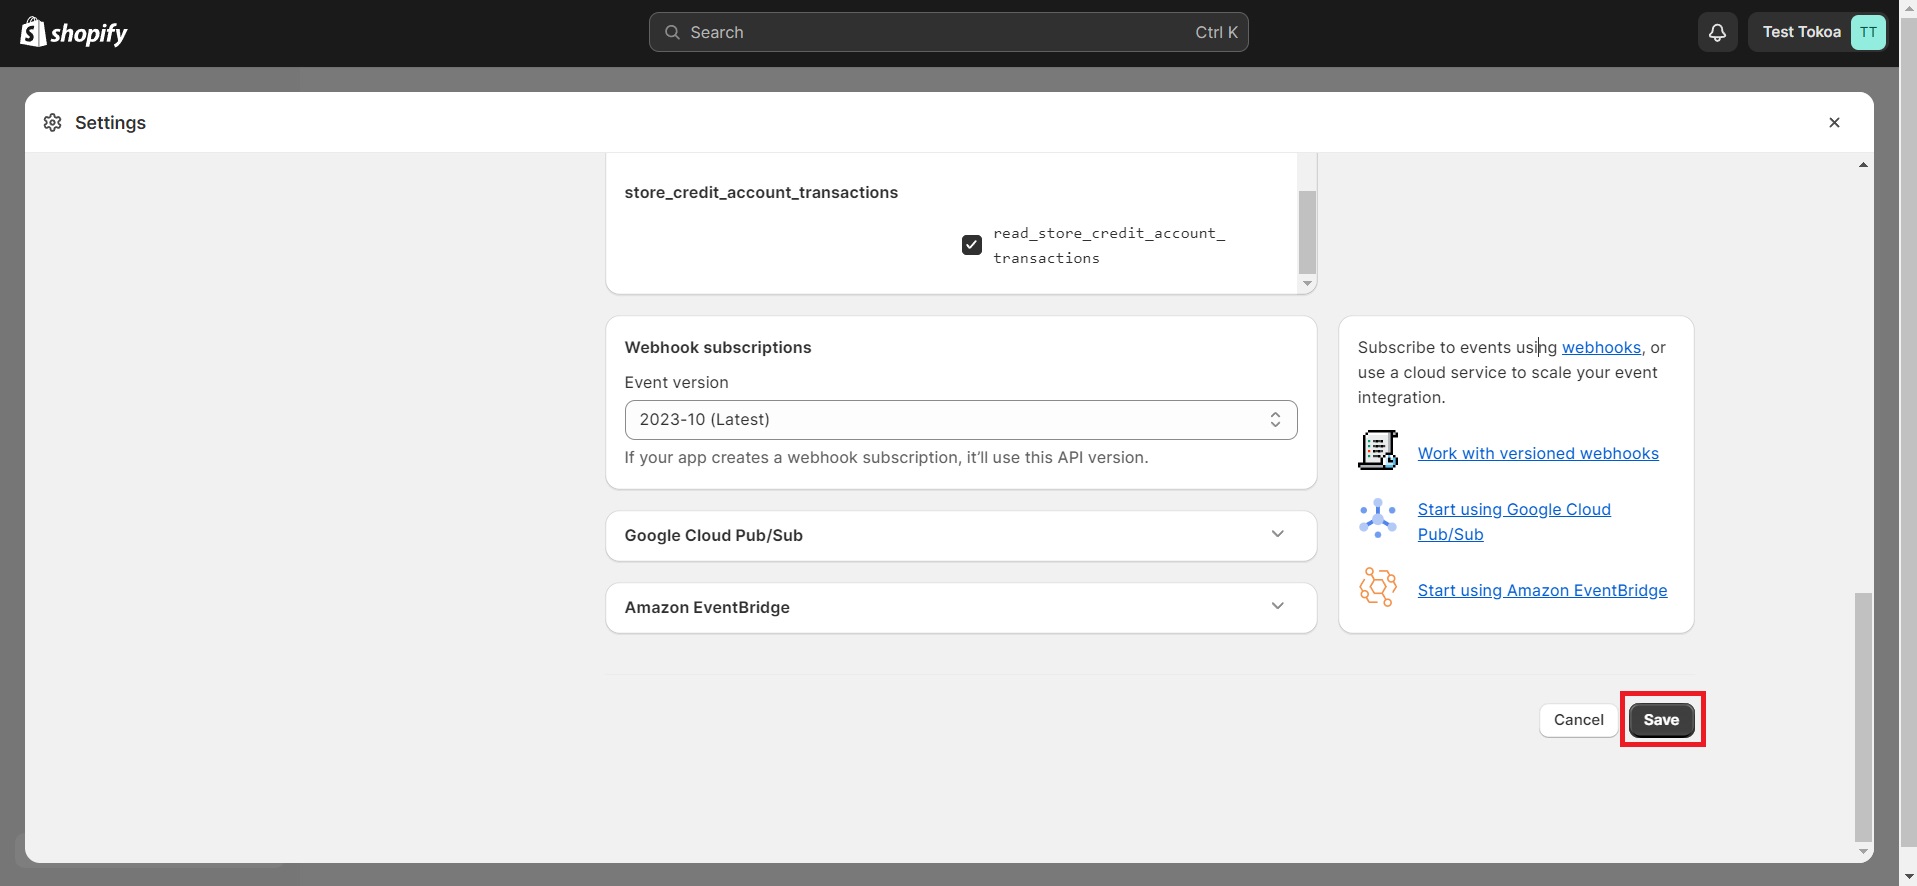 shopify
Search
Ctrl K
Test Tokoa
TT
Settings
store_credit_account_transactions
read_store_credit_account_
transactions
Webhook subscriptions
Event version
2023-10 (Latest)
If your app creates a webhook subscription, it'll use this API version.
Google Cloud Pub/Sub
Amazon EventBridge
Subscribe to events using webhooks, or
use a cloud service to scale your event
integration.
Work with versioned webhooks
Start using Google Cloud
Pub/Sub
Start using Amazon EventBridge
Cancel
Save